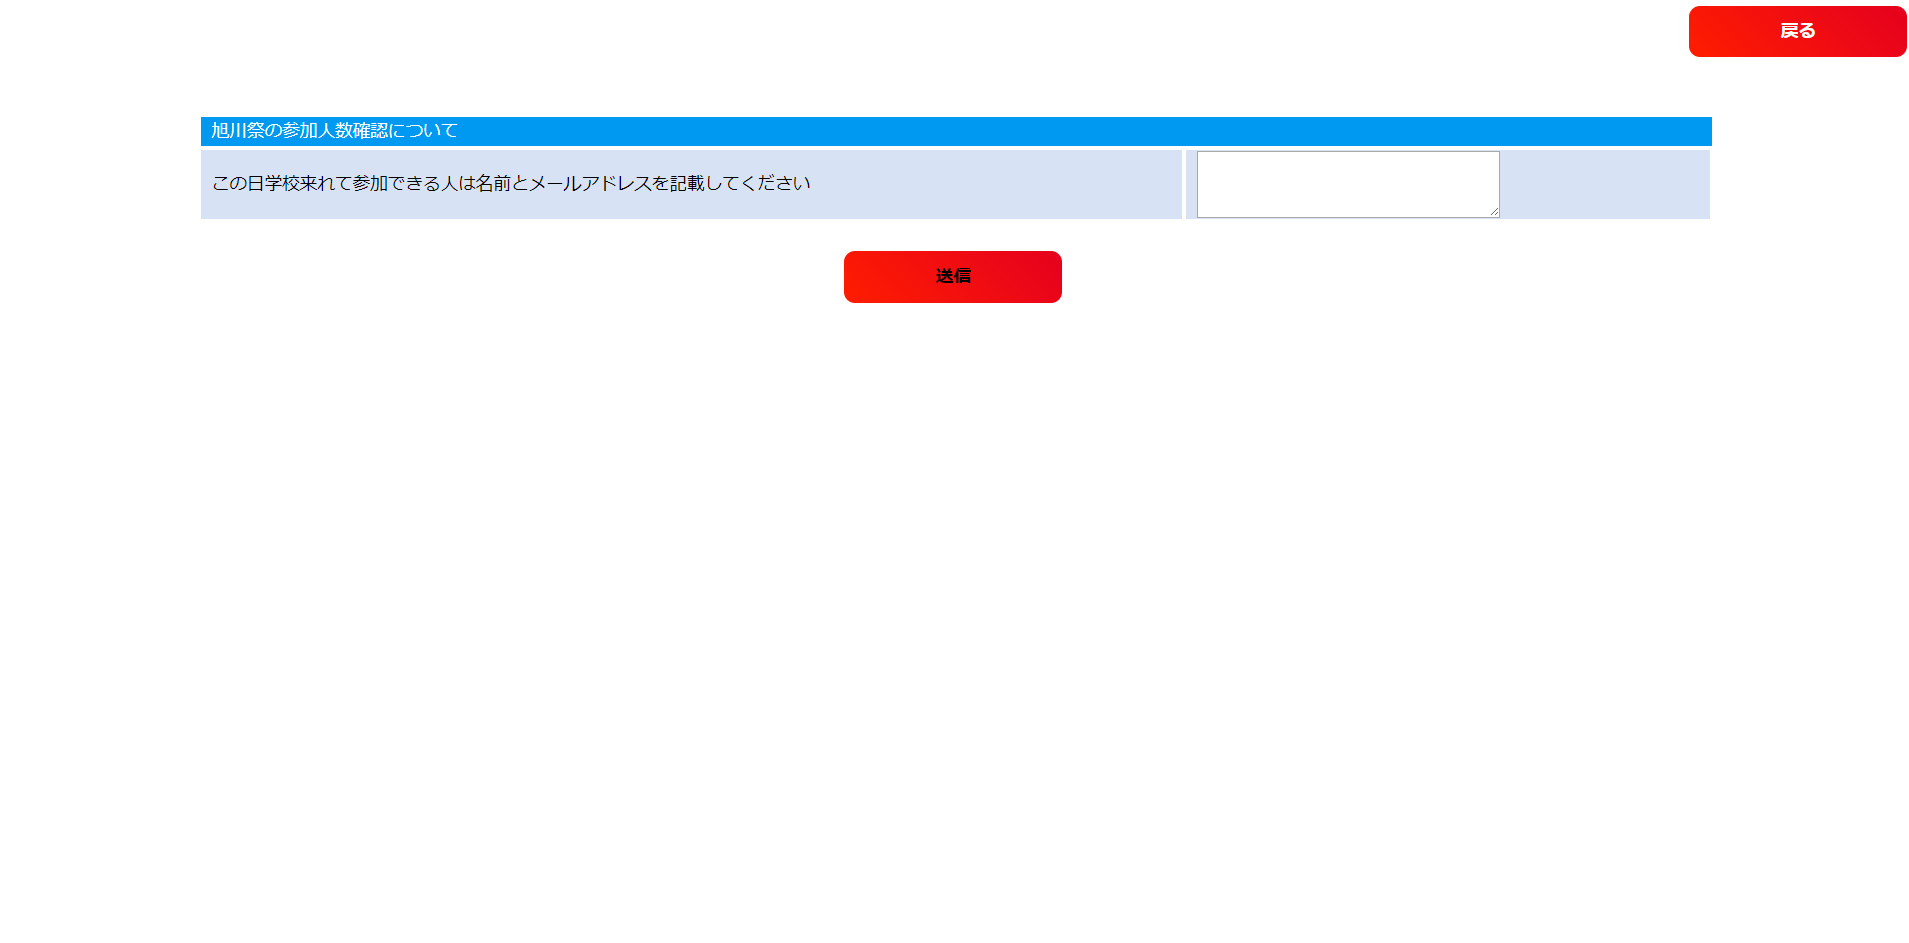 戻る
旭川祭の参加人数確認について
この日学校来れて参加できる人は名前とメールアドレスを記載してください
送信